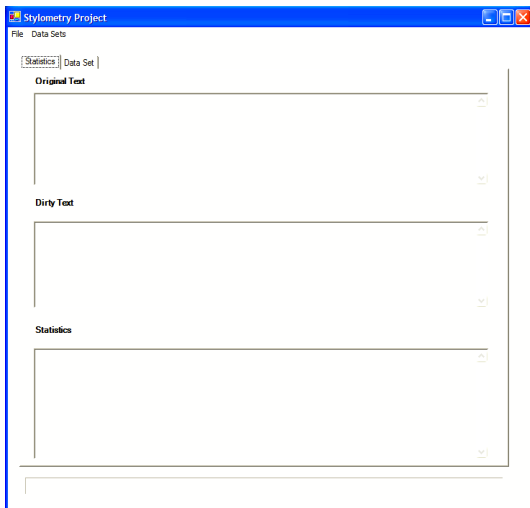 Stylometry Project
File Data Sets
Statistics Data Set
Original Text
Dirty Text
Statistics